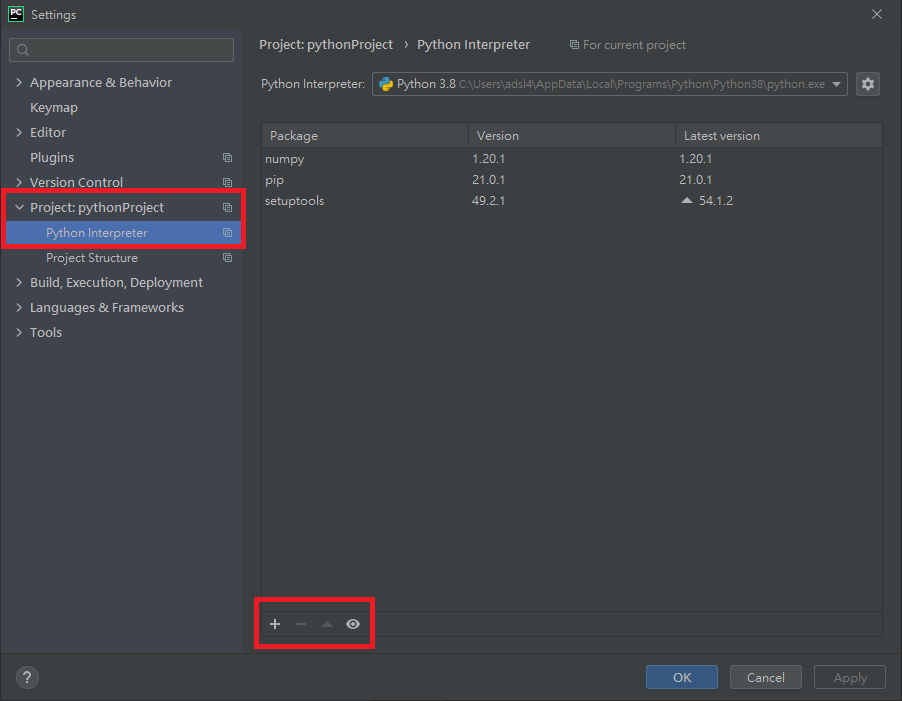 PC Settings
Appearance & Behavior
Keymap
Editor
Plugins
Version Control
Project: pythonProject
Python Interpreter
Project Structure
Build, Execution, Deployment
Languages & Frameworks
Tools
Project: pythonProject › Python Interpreter For current project
Python Interpreter: Python 3.8 C:\Users\adsl4\AppData\Local\Programs\Python\Python38\python.exe
Package Version Latest version
numpy 1.20.1 1.20.1
pip 21.0.1 21.0.1
setuptools 49.2.1 54.1.2
? OK Cancel Apply